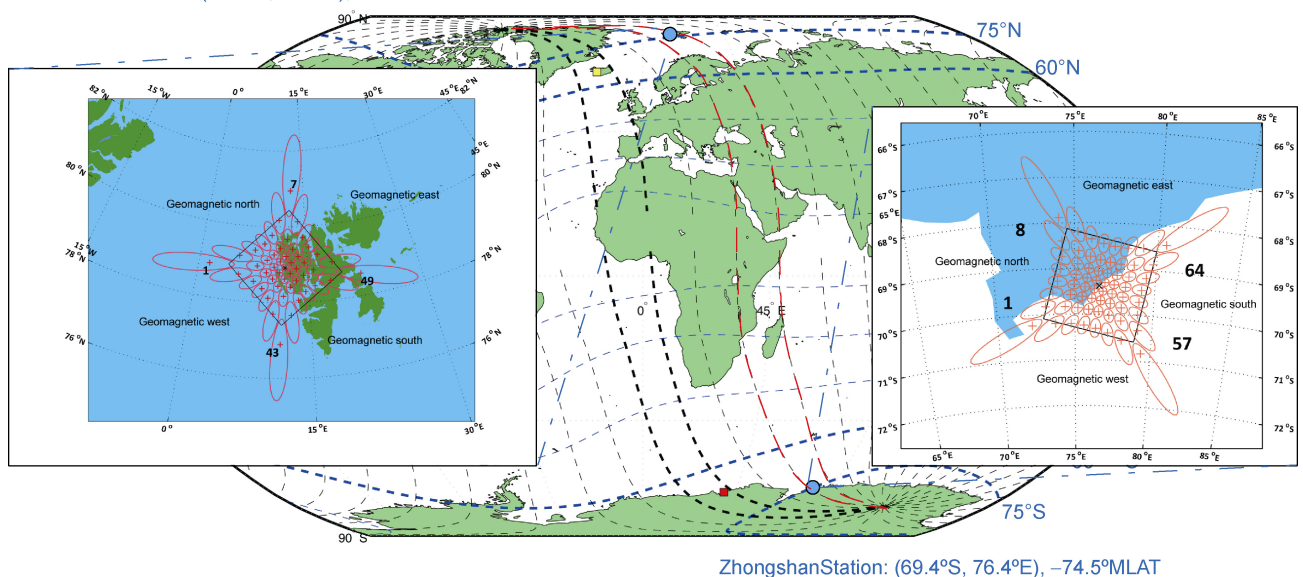 90° N
75°N
60°N
0°
45° E
90° S
75°S
82°N
15°W
0°
15°E
30°E
45°E
82°N
80°N
45°E
80°N
Geomagnetic north
7
Geomagnetic east
15°W
78°N
1
49
78°N
Geomagnetic west
Geomagnetic south
76°N
43
76°N
0°
15°E
30°E
70°E
75°E
80°E
85°E
66°S
66°S
67°S
Geomagnetic east
67°S
65°E
68°S
8
68°S
Geomagnetic north
64
69°S
69°S
1
Geomagnetic south
70°S
57
70°S
71°S
Geomagnetic west
71°S
72°S
72°S
65°E
70°E
75°E
80°E
85°E
ZhongshanStation: (69.4ºS, 76.4ºE), −74.5ºMLAT